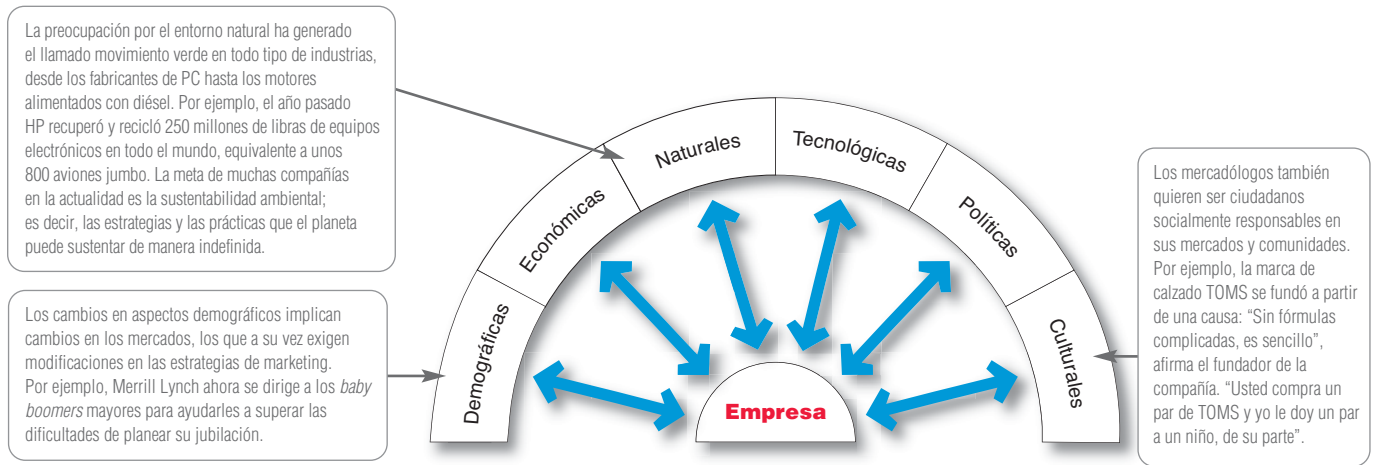 La preocupación por el entorno natural ha generado
el llamado movimiento verde en todo tipo de industrias,
desde los fabricantes de PC hasta los motores
alimentados con diésel. Por ejemplo, el año pasado
HP recuperó y recicló 250 millones de libras de equipos
electrónicos en todo el mundo, equivalente a unos
800 aviones jumbo. La meta de muchas compañías
en la actualidad es la sustentabilidad ambiental;
es decir, las estrategias y las prácticas que el planeta
puede sustentar de manera indefinida.
Los cambios en aspectos demográficos implican
cambios en los mercados, los que a su vez exigen
modificaciones en las estrategias de marketing.
Por ejemplo, Merrill Lynch ahora se dirige a los baby
boomers mayores para ayudarles a superar las
dificultades de planear su jubilación.
Demográficas
Económicas
Naturales
Tecnológicas
Políticas
Culturales
Empresa
Los mercadólogos también
quieren ser ciudadanos
socialmente responsables en
sus mercados y comunidades.
Por ejemplo, la marca de
calzado TOMS se fundó a partir
de una causa: “Sin fórmulas
complicadas, es sencillo”,
afirma el fundador de la
compañía. “Usted compra un
par de TOMS y yo le doy un par
a un niño, de su parte”.